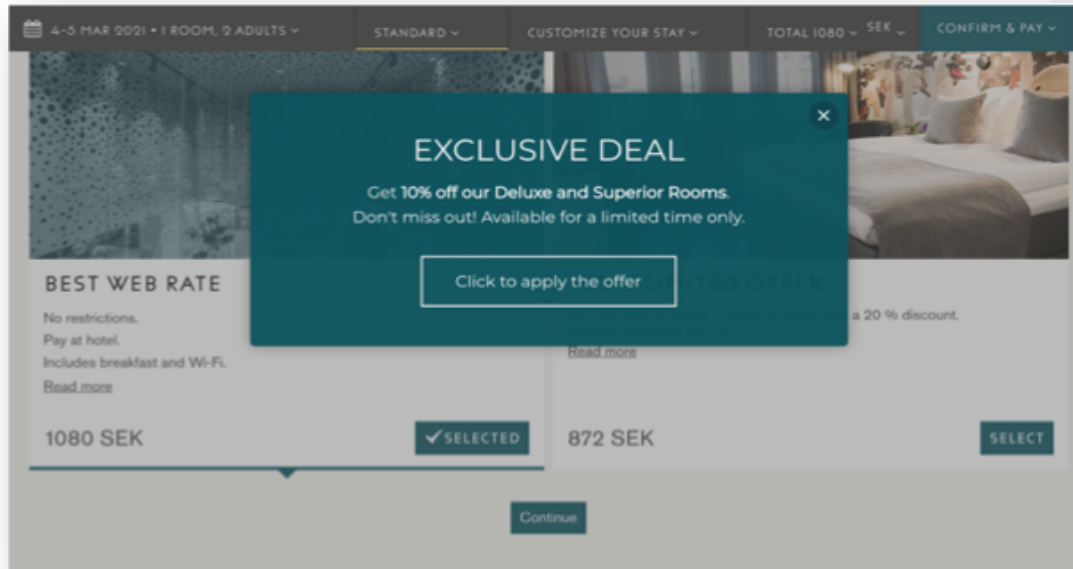 4-5 MAR 2021 • 1 ROOM, 2 ADULTS
STANDARD
CUSTOMIZE YOUR STAY
TOTAL 1080
SEK
CONFIRM & PAY
EXCLUSIVE DEAL
Get 10% off our Deluxe and Superior Rooms.
Don't miss out! Available for a limited time only.
Click to apply the offer
BEST WEB RATE
No restrictions.
Pay at hotel.
Includes breakfast and Wi-Fi.
Read more
1080 SEK
SELECTED
LIMITED OFFER
a 20 % discount.
Read more
872 SEK
SELECT
Continue